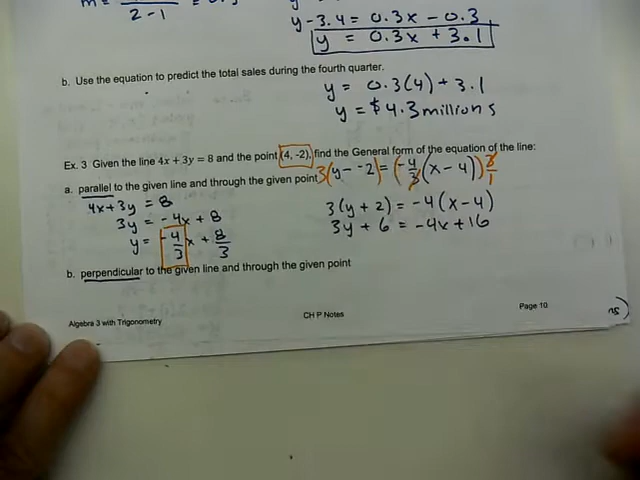 m =
2 - 1
y - 3.4 = 0.3x - 0.3
y = 0.3x + 3.1
b. Use the equation to predict the total sales during the fourth quarter.
y = 0.3(4) + 3.1
y = $4.3 millions
Ex. 3 Given the line 4x + 3y = 8 and the point (4, -2), find the General form of the equation of the line:
a. parallel to the given line and through the given point
3(y - -2) = (-4/3(x - 4))3/1
4x + 3y = 8
3y = -4x + 8
y = -4/3 x + 8/3
3(y + 2) = -4(x - 4)
3y + 6 = -4x + 16
b. perpendicular to the given line and through the given point
Algebra 3 with Trigonometry
CH P Notes
Page 10